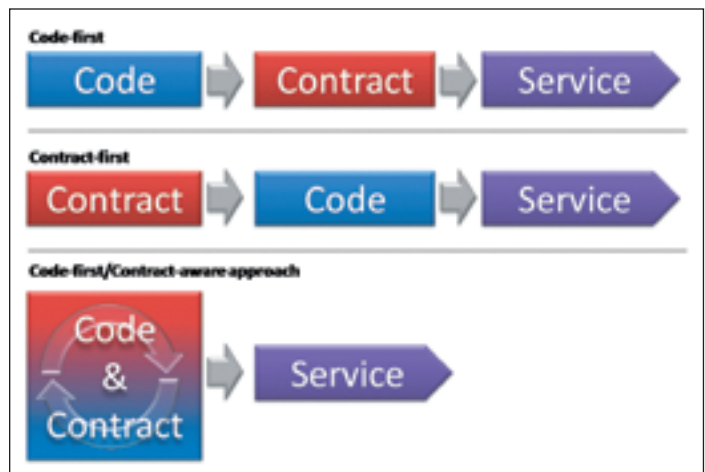 Code-first
Code Contract Service
Contract-first
Contract Code Service
Code-first/Contract-aware approach
Code
&
Contract
Service